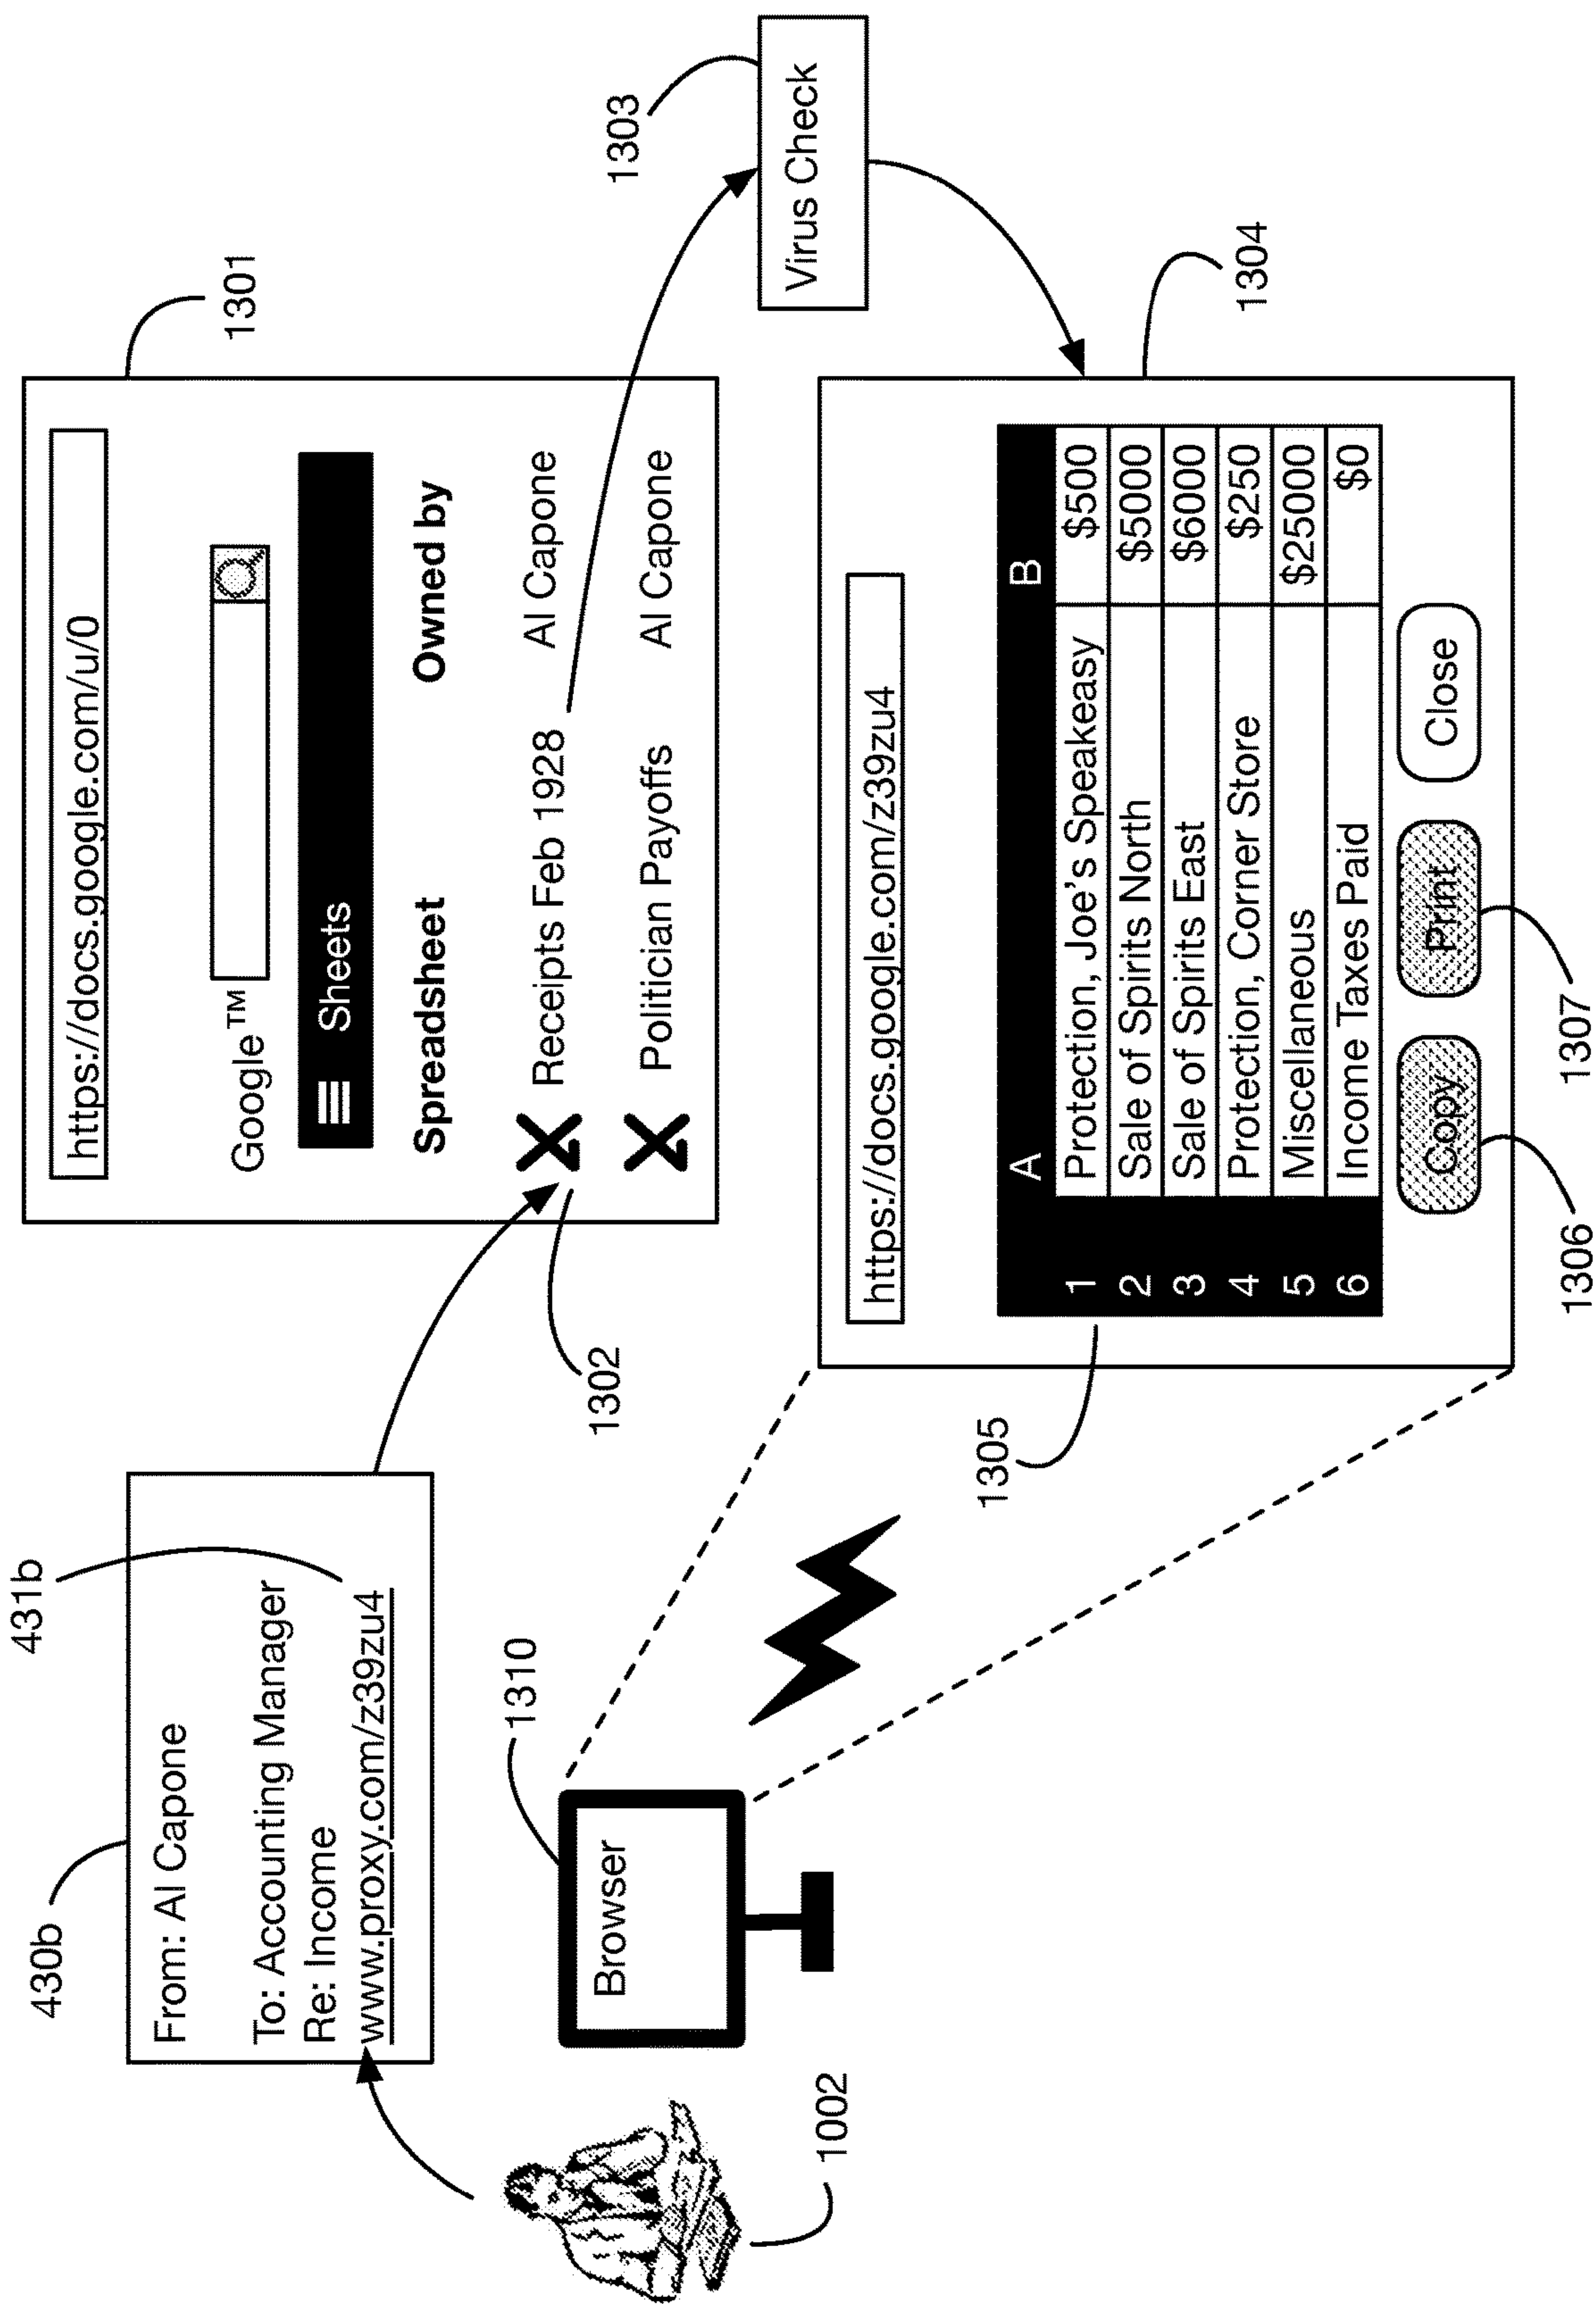 430b
431b
From: Al Capone
To: Accounting Manager
Re: Income
www.proxy.com/z39zu4
1301
https://docs.google.com/u/0
Google™
Sheets
Spreadsheet Owned by
Receipts Feb 1928 Al Capone
Politician Payoffs Al Capone
1302
1303
Virus Check
1310
Browser
1002
1304
https://docs.google.com/z39zu4
1305
A B
1 Protection, Joe's Speakeasy $500
2 Sale of Spirits North $5000
3 Sale of Spirits East $6000
4 Protection, Corner Store $250
5 Miscellaneous $25000
6 Income Taxes Paid $0
Copy Print Close
1306
1307